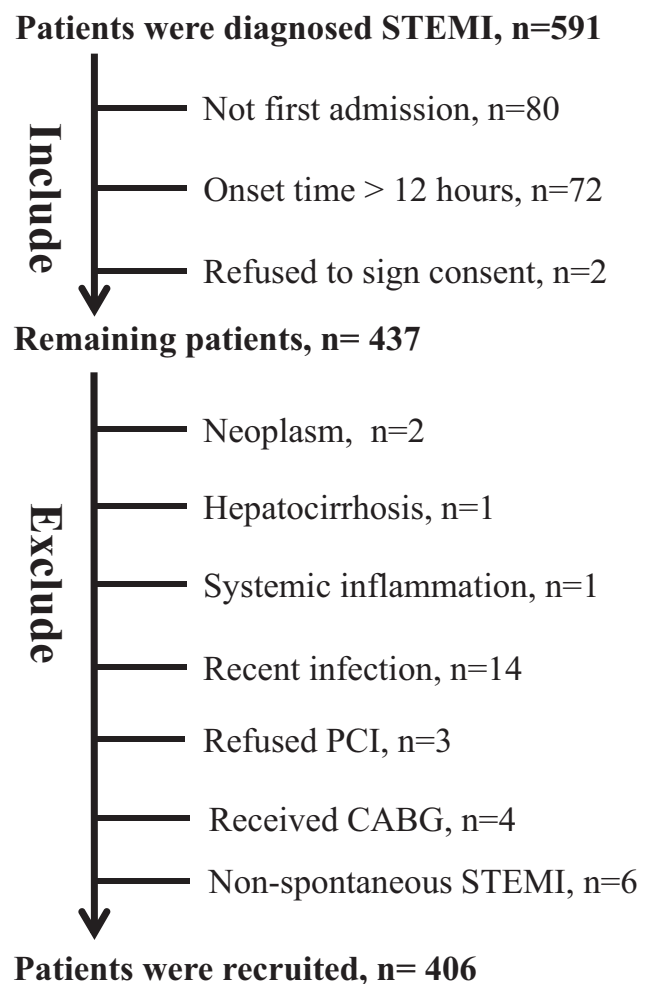 Patients were diagnosed STEMI, n=591
Include
Not first admission, n=80
Onset time > 12 hours, n=72
Refused to sign consent, n=2
Remaining patients, n= 437
Exclude
Neoplasm,  n=2
Hepatocirrhosis, n=1
Systemic inflammation, n=1
Recent infection, n=14
Refused PCI, n=3
Received CABG, n=4
Non-spontaneous STEMI, n=6
Patients were recruited, n= 406